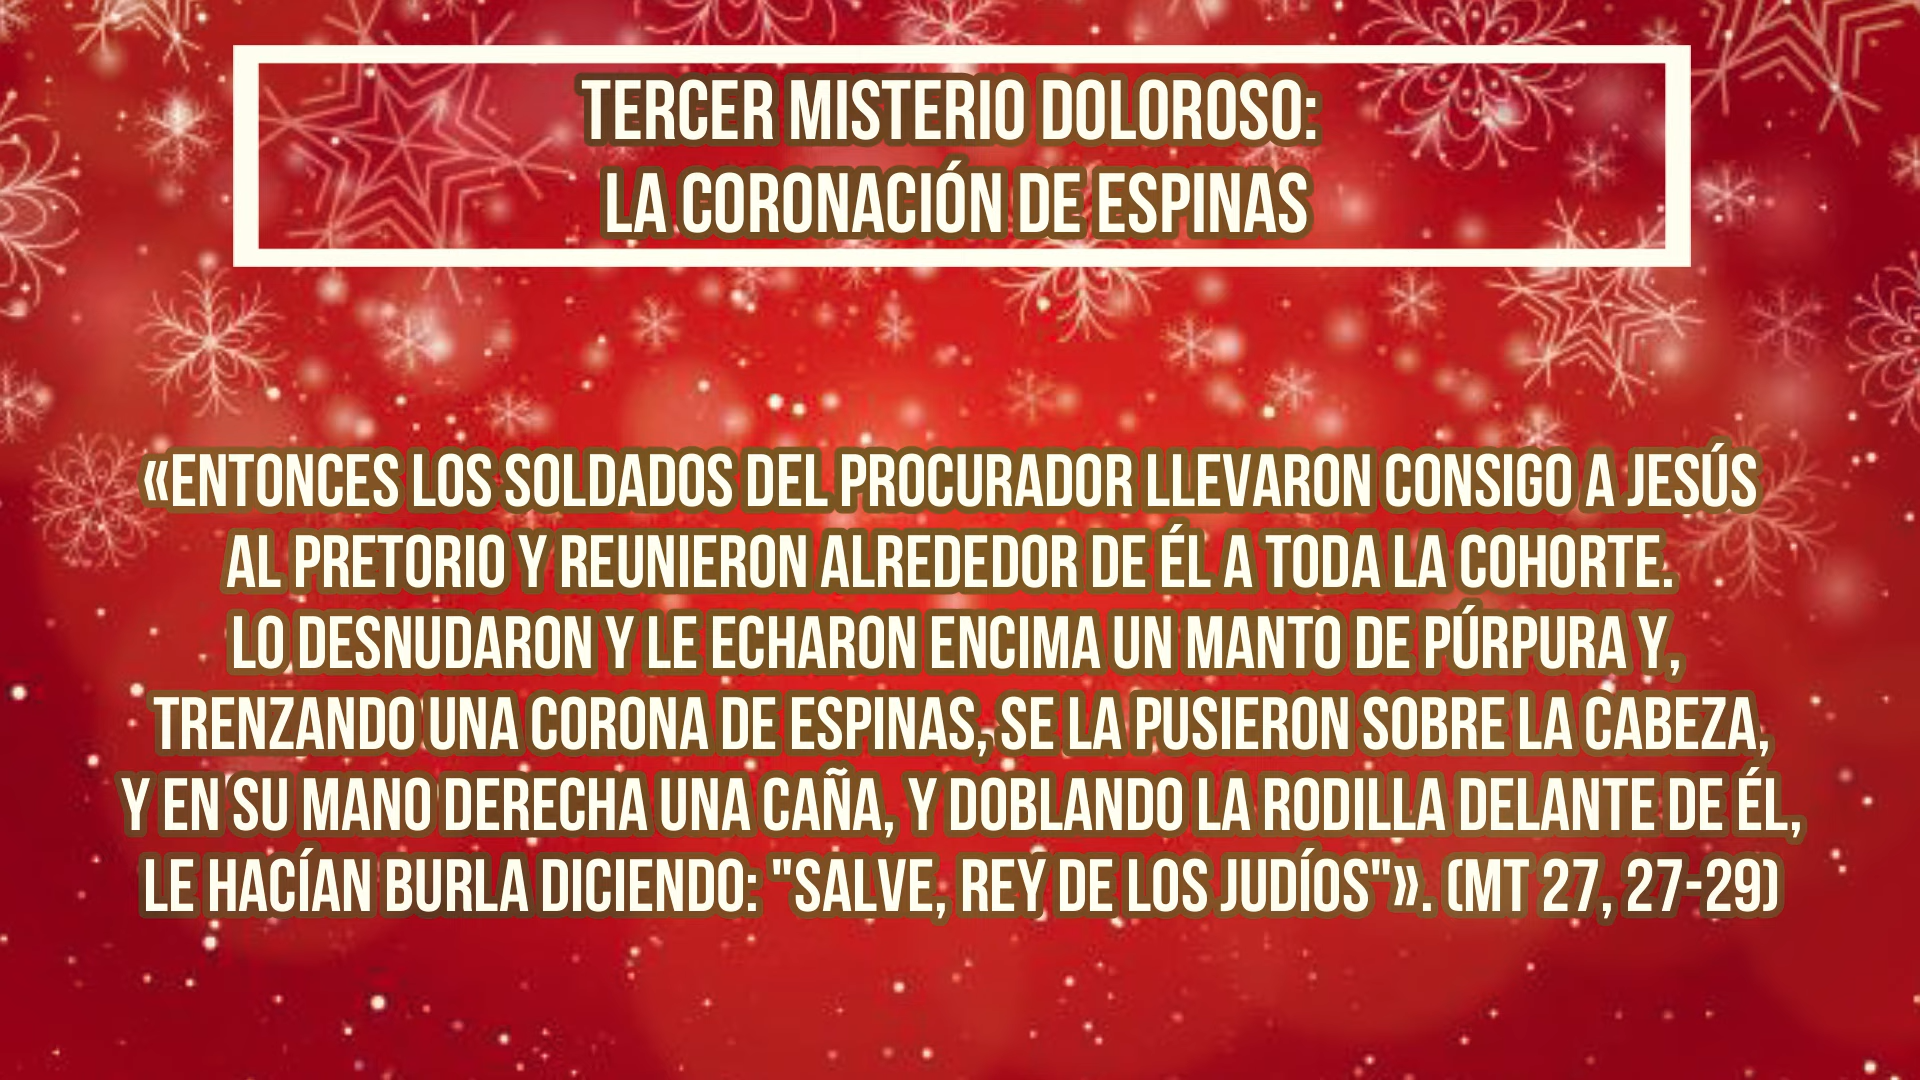 TERCER MISTERIO DOLOROSO:
LA CORONACIÓN DE ESPINAS
«ENTONCES LOS SOLDADOS DEL PROCURADOR LLEVARON CONSIGO A JESÚS
AL PRETORIO Y REUNIERON ALREDEDOR DE ÉL A TODA LA COHORTE.
LO DESNUDARON Y LE ECHARON ENCIMA UN MANTO DE PÚRPURA Y,
TRENZANDO UNA CORONA DE ESPINAS, SE LA PUSIERON SOBRE LA CABEZA,
Y EN SU MANO DERECHA UNA CAÑA, Y DOBLANDO LA RODILLA DELANTE DE ÉL,
LE HACÍAN BURLA DICIENDO: "SALVE, REY DE LOS JUDÍOS"». (MT 27, 27-29)